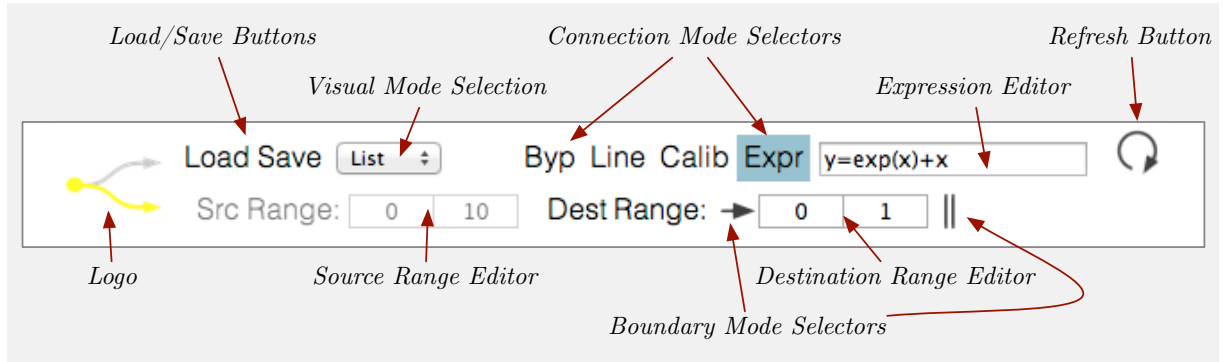 Load/Save Buttons Connection Mode Selectors Refresh Button
Visual Mode Selection Expression Editor
Load Save List Byp Line Calib Expr y=exp(x)+x
Src Range: 0 10 Dest Range: 0 1
Logo Source Range Editor Destination Range Editor
Boundary Mode Selectors